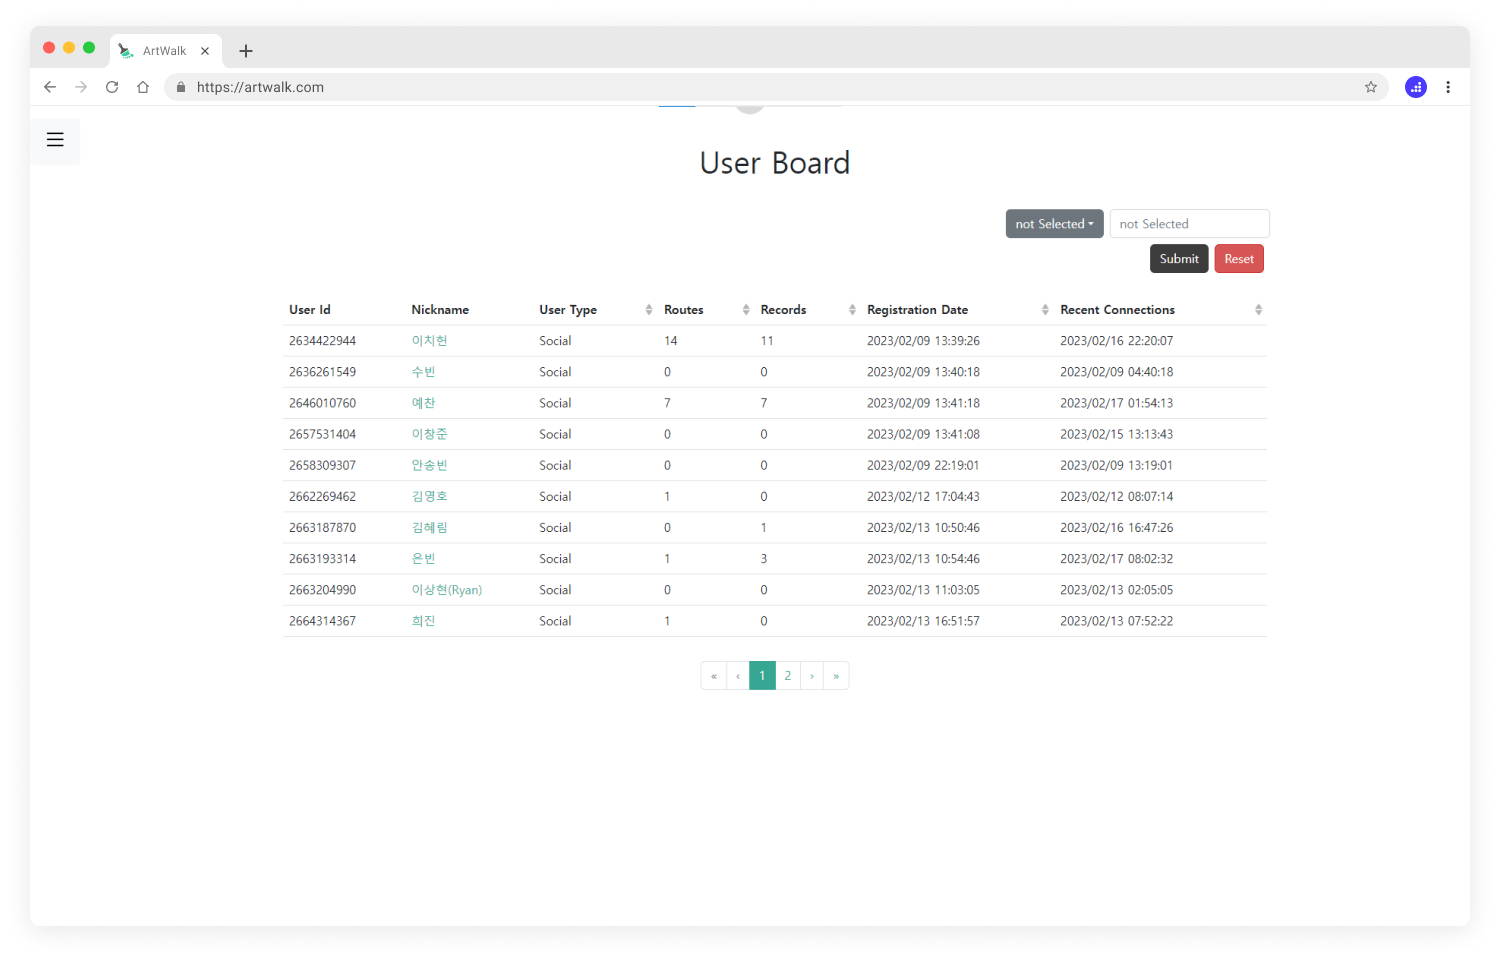 ArtWalk
https://artwalk.com
User Board
not Selected not Selected
Submit Reset
User Id Nickname User Type Routes Records Registration Date Recent Connections
2634422944 이치헌 Social 14 11 2023/02/09 13:39:26 2023/02/16 22:20:07
2636261549 수빈 Social 0 0 2023/02/09 13:40:18 2023/02/09 04:40:18
2646010760 예찬 Social 7 7 2023/02/09 13:41:18 2023/02/17 01:54:13
2657531404 이창준 Social 0 0 2023/02/09 13:41:08 2023/02/15 13:13:43
2658309307 안송빈 Social 0 0 2023/02/09 22:19:01 2023/02/09 13:19:01
2662269462 김영호 Social 1 0 2023/02/12 17:04:43 2023/02/12 08:07:14
2663187870 김혜림 Social 0 1 2023/02/13 10:50:46 2023/02/16 16:47:26
2663193314 은빈 Social 1 3 2023/02/13 10:54:46 2023/02/17 08:02:32
2663204990 이상현(Ryan) Social 0 0 2023/02/13 11:03:05 2023/02/13 02:05:05
2664314367 희진 Social 1 0 2023/02/13 16:51:57 2023/02/13 07:52:22
« ‹ 1 2 › »